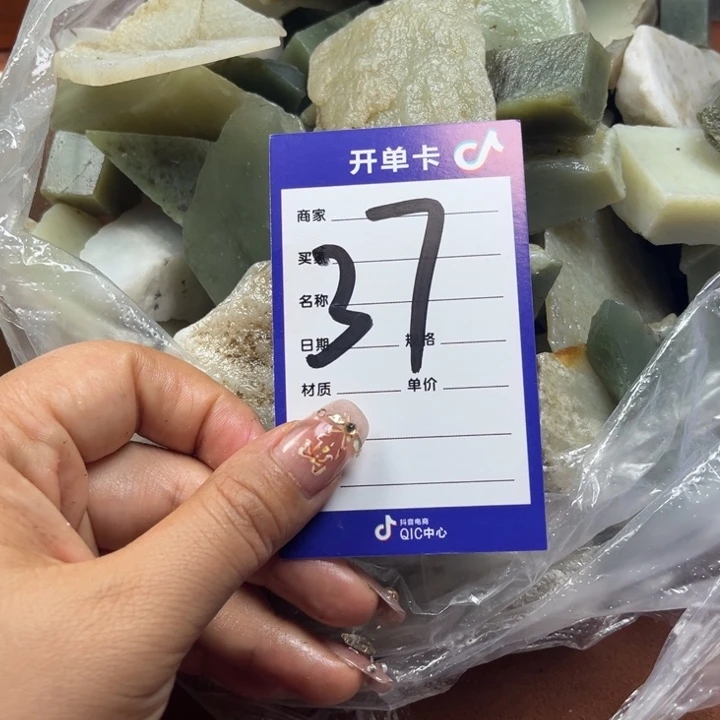 开单卡
商家
买家
名称
日期 规格
材质 单价
37
抖音电商
QIC中心